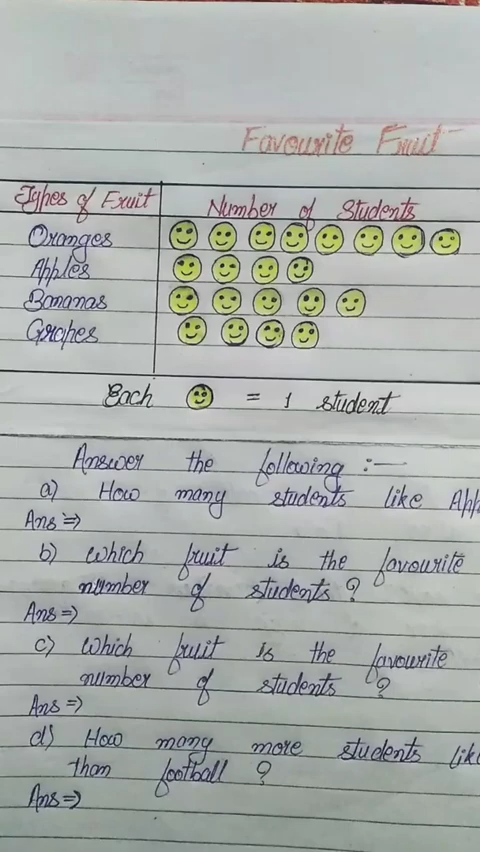 Favourite Fruit
Types of Fruit Number of Students
Oranges
Apples
Bananas
Grapes
Each = 1 student
Answer the following :—
a) How many students like App
Ans =>
b) which fruit is the favourite
number of students ?
Ans =>
c) which fruit is the favourite
number of students ?
Ans =>
d) How many more students like
than football ?
Ans =>